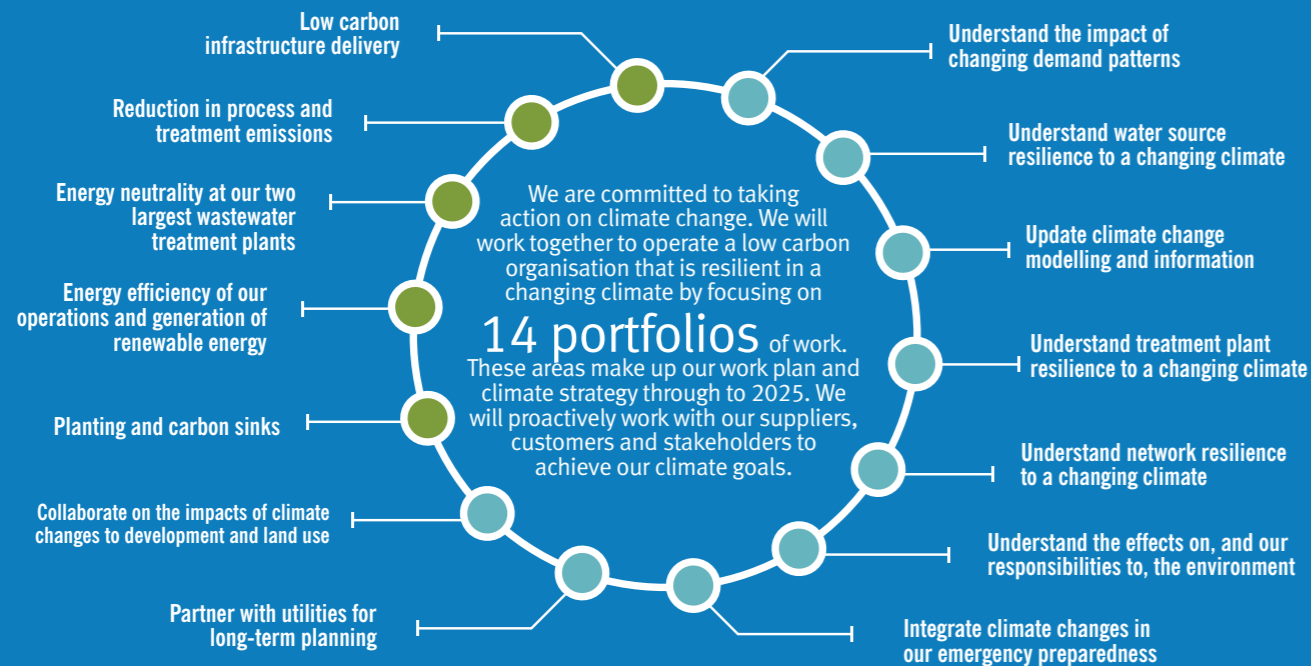 Low carbon
infrastructure delivery
Reduction in process and
treatment emissions
Energy neutrality at our two
largest wastewater
treatment plants
Energy efficiency of our
operations and generation of
renewable energy
Planting and carbon sinks
Collaborate on the impacts of climate
changes to development and land use
Partner with utilities for
long-term planning
We are committed to taking
action on climate change. We will
work together to operate a low carbon
organisation that is resilient in a
changing climate by focusing on
14 portfolios of work.
These areas make up our work plan and
climate strategy through to 2025. We
will proactively work with our suppliers,
customers and stakeholders to
achieve our climate goals.
Understand the impact of
changing demand patterns
Understand water source
resilience to a changing climate
Update climate change
modelling and information
Understand treatment plant
resilience to a changing climate
Understand network resilience
to a changing climate
Understand the effects on, and our
responsibilities to, the environment
Integrate climate changes in
our emergency preparedness